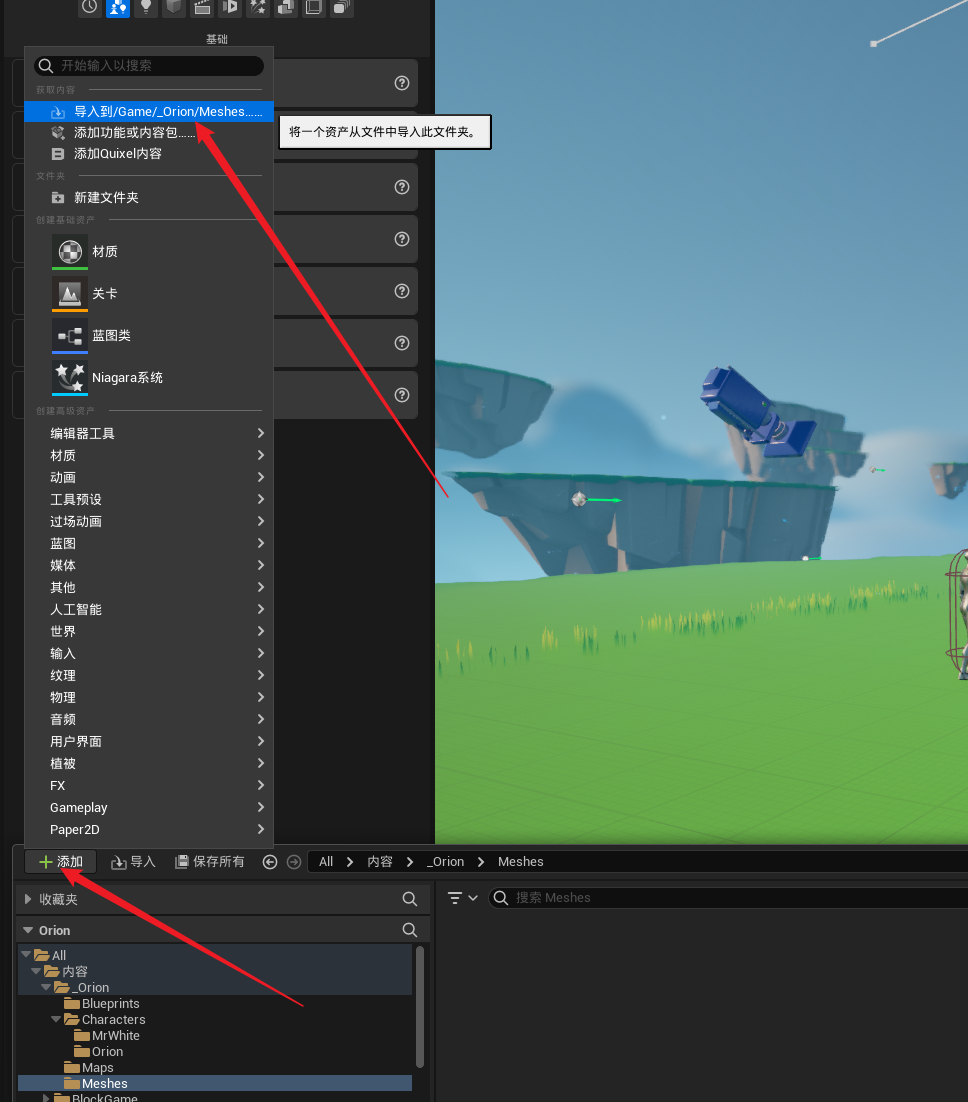 基础
开始输入以搜索
获取内容
导入到/Game/_Orion/Meshes……
将一个资产从文件中导入此文件夹。
添加功能或内容包……
添加Quixel内容
文件夹
新建文件夹
创建基础资产
材质
关卡
蓝图类
Niagara系统
创建高级资产
编辑器工具
材质
动画
工具预设
过场动画
蓝图
媒体
其他
人工智能
世界
输入
纹理
物理
音频
用户界面
植被
FX
Gameplay
Paper2D
添加 导入 保存所有 All 内容 _Orion Meshes
收藏夹
搜索 Meshes
Orion
All
内容
_Orion
Blueprints
Characters
MrWhite
Orion
Maps
Meshes
BlockGame